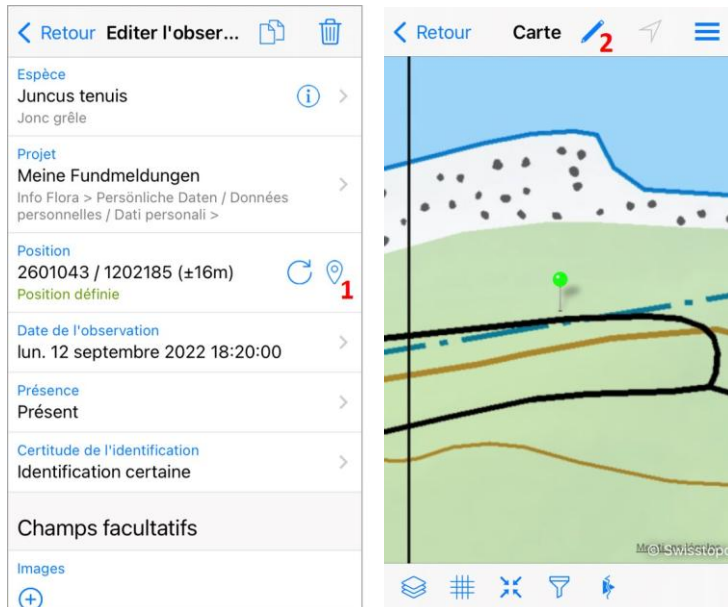 Retour Editer l'obser...
Espèce
Juncus tenuis
Jonc grêle
Projet
Meine Fundmeldungen
Info Flora > Persönliche Daten / Données
personnelles / Dati personali >
Position
2601043 / 1202185 (±16m)
Position définie
1
Date de l'observation
lun. 12 septembre 2022 18:20:00
Présence
Présent
Certitude de l'identification
Identification certaine
Champs facultatifs
Images
Retour Carte 2
© Swisstopo